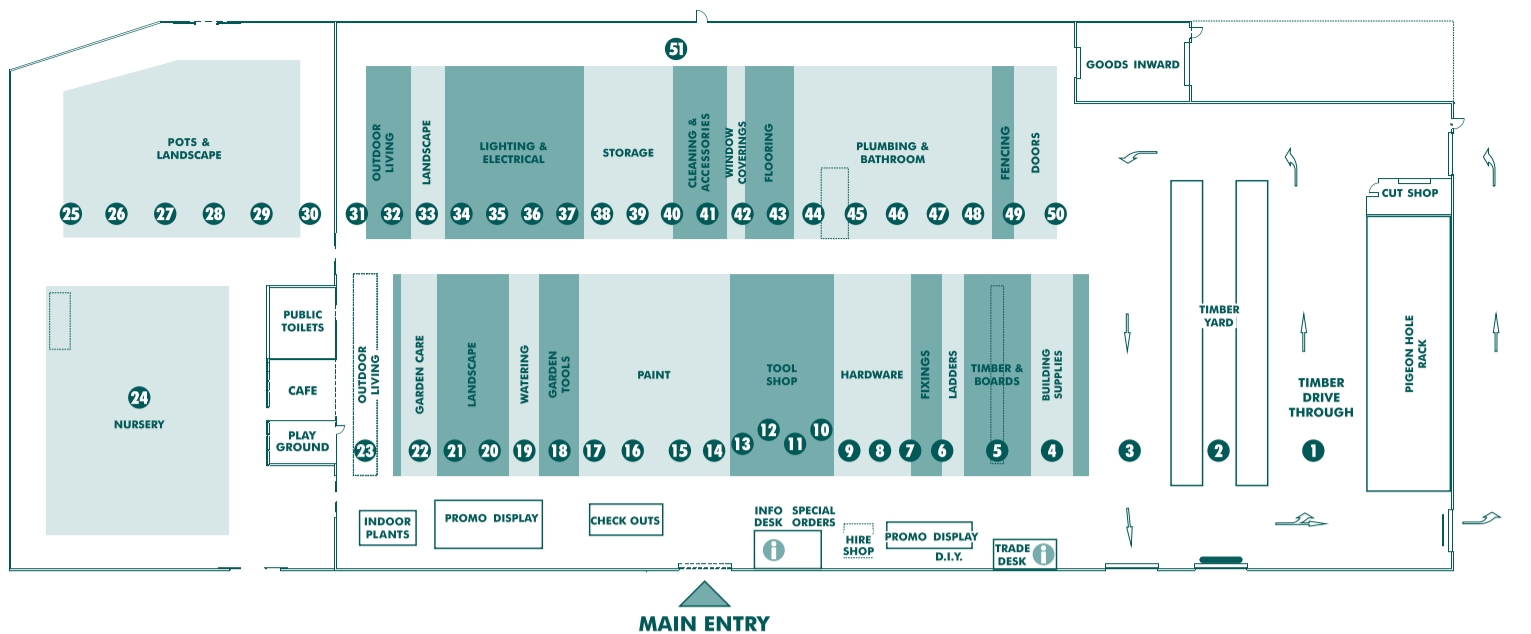 51
GOODS INWARD
POTS &
LANDSCAPE
OUTDOOR
LIVING
LANDSCAPE
LIGHTING &
ELECTRICAL
STORAGE
CLEANING &
ACCESSORIES
WINDOW
COVERINGS
FLOORING
PLUMBING &
BATHROOM
FENCING
DOORS
CUT SHOP
25 26 27 28 29 30 31 32 33 34 35 36 37 38 39 40 41 42 43 44 45 46 47 48 49 50
PUBLIC
TOILETS
CAFE
PLAY
GROUND
24
NURSERY
OUTDOOR
LIVING
GARDEN CARE
LANDSCAPE
WATERING
GARDEN
TOOLS
PAINT
TOOL
SHOP
HARDWARE
FIXINGS
LADDERS
TIMBER &
BOARDS
BUILDING
SUPPLIES
TIMBER
YARD
TIMBER
DRIVE
THROUGH
PIGEON HOLE
RACK
23 22 21 20 19 18 17 16 15 14 13 12 11 10 9 8 7 6 5 4 3 2 1
INDOOR
PLANTS
PROMO DISPLAY
CHECK OUTS
INFO
DESK
SPECIAL
ORDERS
i
HIRE
SHOP
PROMO DISPLAY
D.I.Y.
TRADE
DESK
i
MAIN ENTRY